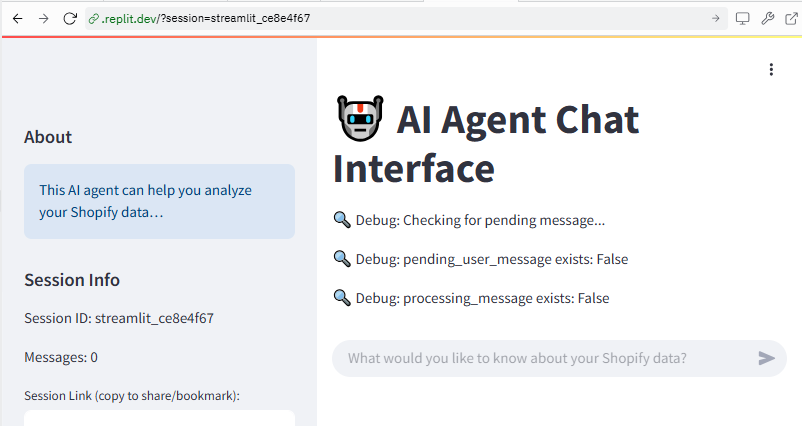 .replit.dev/?session=streamlit_ce8e4f67
About
This AI agent can help you analyze
your Shopify data…
Session Info
Session ID: streamlit_ce8e4f67
Messages: 0
Session Link (copy to share/bookmark):
AI Agent Chat
Interface
Debug: Checking for pending message...
Debug: pending_user_message exists: False
Debug: processing_message exists: False
What would you like to know about your Shopify data?